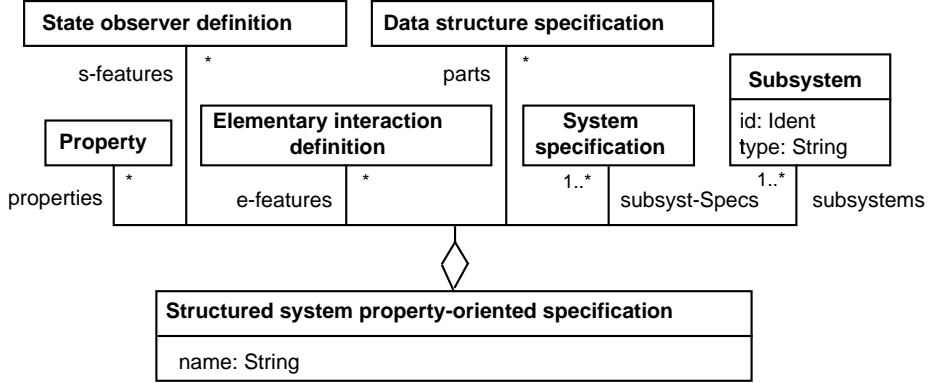 State observer definition
Data structure specification
s-features
*
parts
*
Subsystem
id: Ident
type: String
Property
Elementary interaction
definition
System
specification
properties
*
e-features
*
1..*
subsyst-Specs
1..*
subsystems
Structured system property-oriented specification
name: String